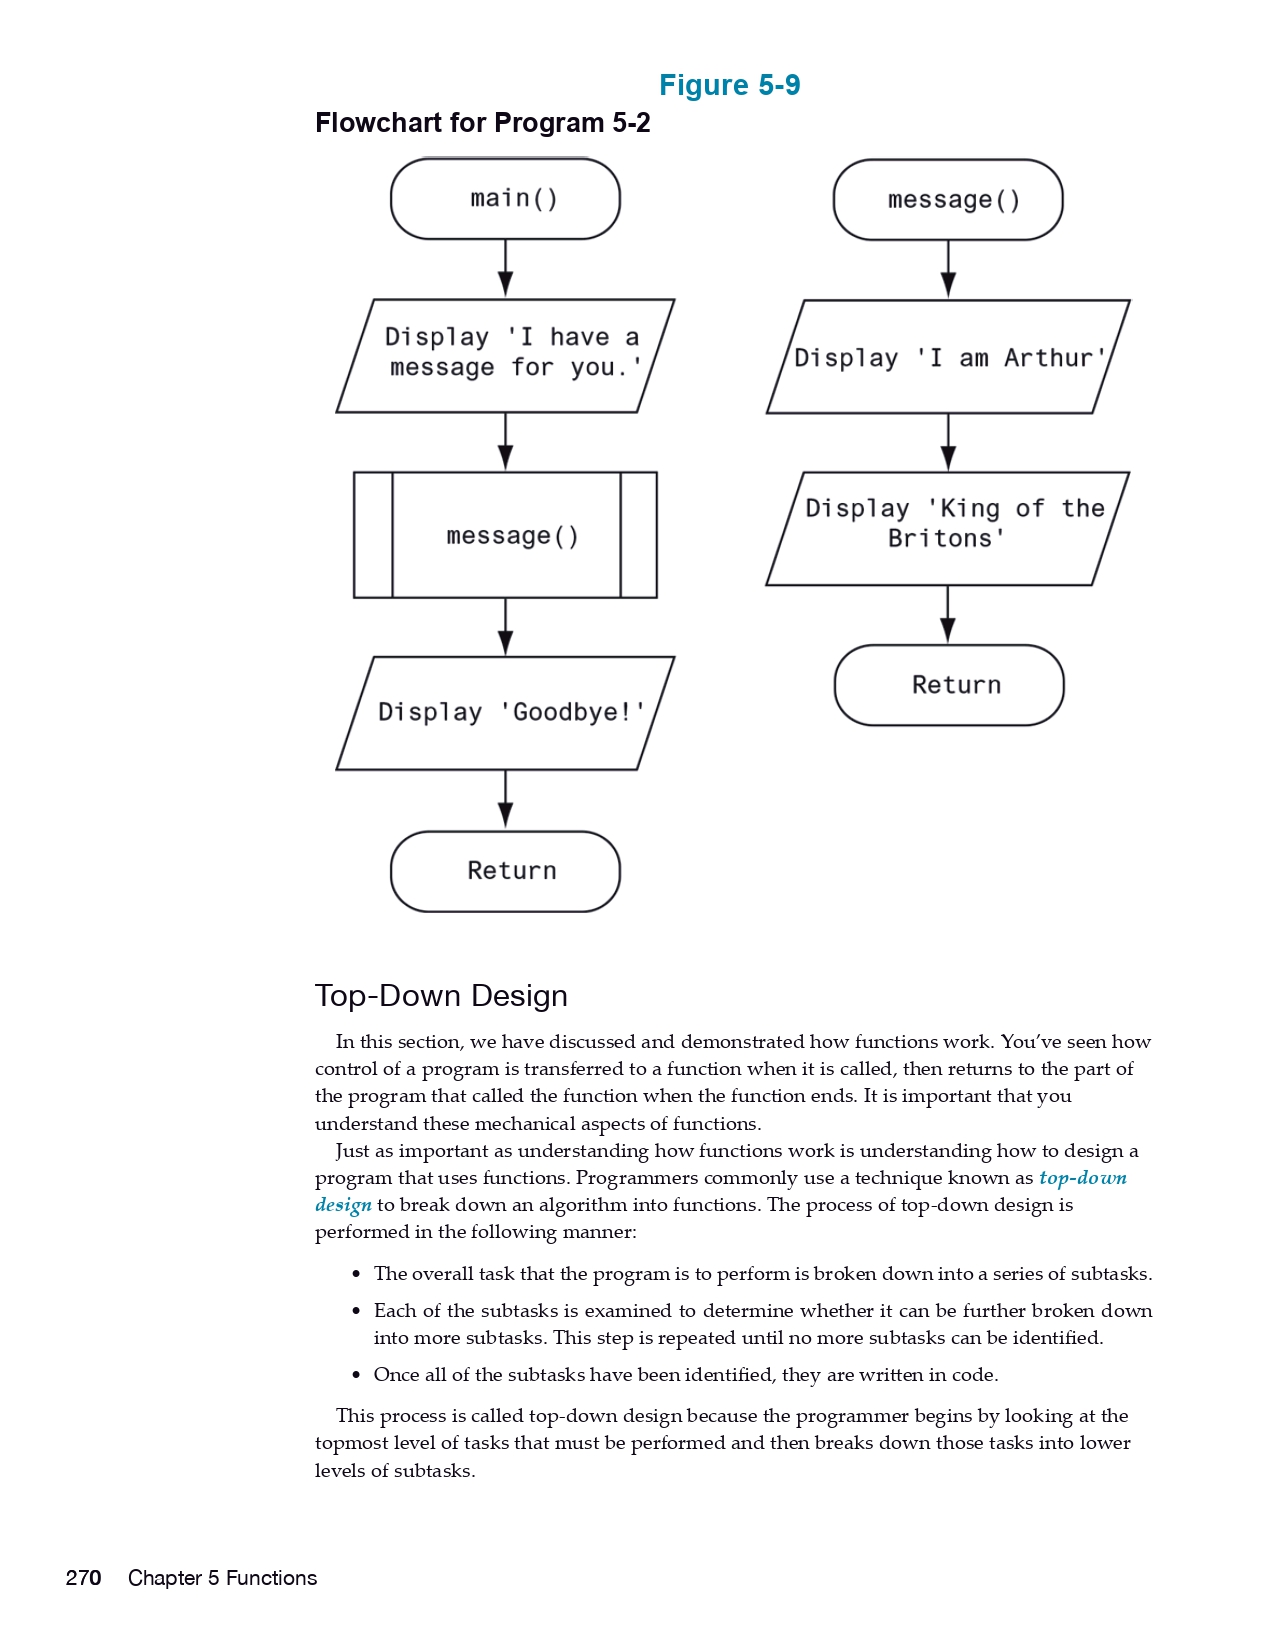 Figure 5-9
Flowchart for Program 5-2
main()
Display 'I have a
message for you.'
message()
Display 'Goodbye!'
Return
message()
Display 'I am Arthur'
Display 'King of the
Britons'
Return
Top-Down Design
In this section, we have discussed and demonstrated how functions work. You’ve seen how
control of a program is transferred to a function when it is called, then returns to the part of
the program that called the function when the function ends. It is important that you
understand these mechanical aspects of functions.
Just as important as understanding how functions work is understanding how to design a
program that uses functions. Programmers commonly use a technique known as top-down
design to break down an algorithm into functions. The process of top-down design is
performed in the following manner:
• The overall task that the program is to perform is broken down into a series of subtasks.
• Each of the subtasks is examined to determine whether it can be further broken down
into more subtasks. This step is repeated until no more subtasks can be identified.
• Once all of the subtasks have been identified, they are written in code.
This process is called top-down design because the programmer begins by looking at the
topmost level of tasks that must be performed and then breaks down those tasks into lower
levels of subtasks.
270 Chapter 5 Functions